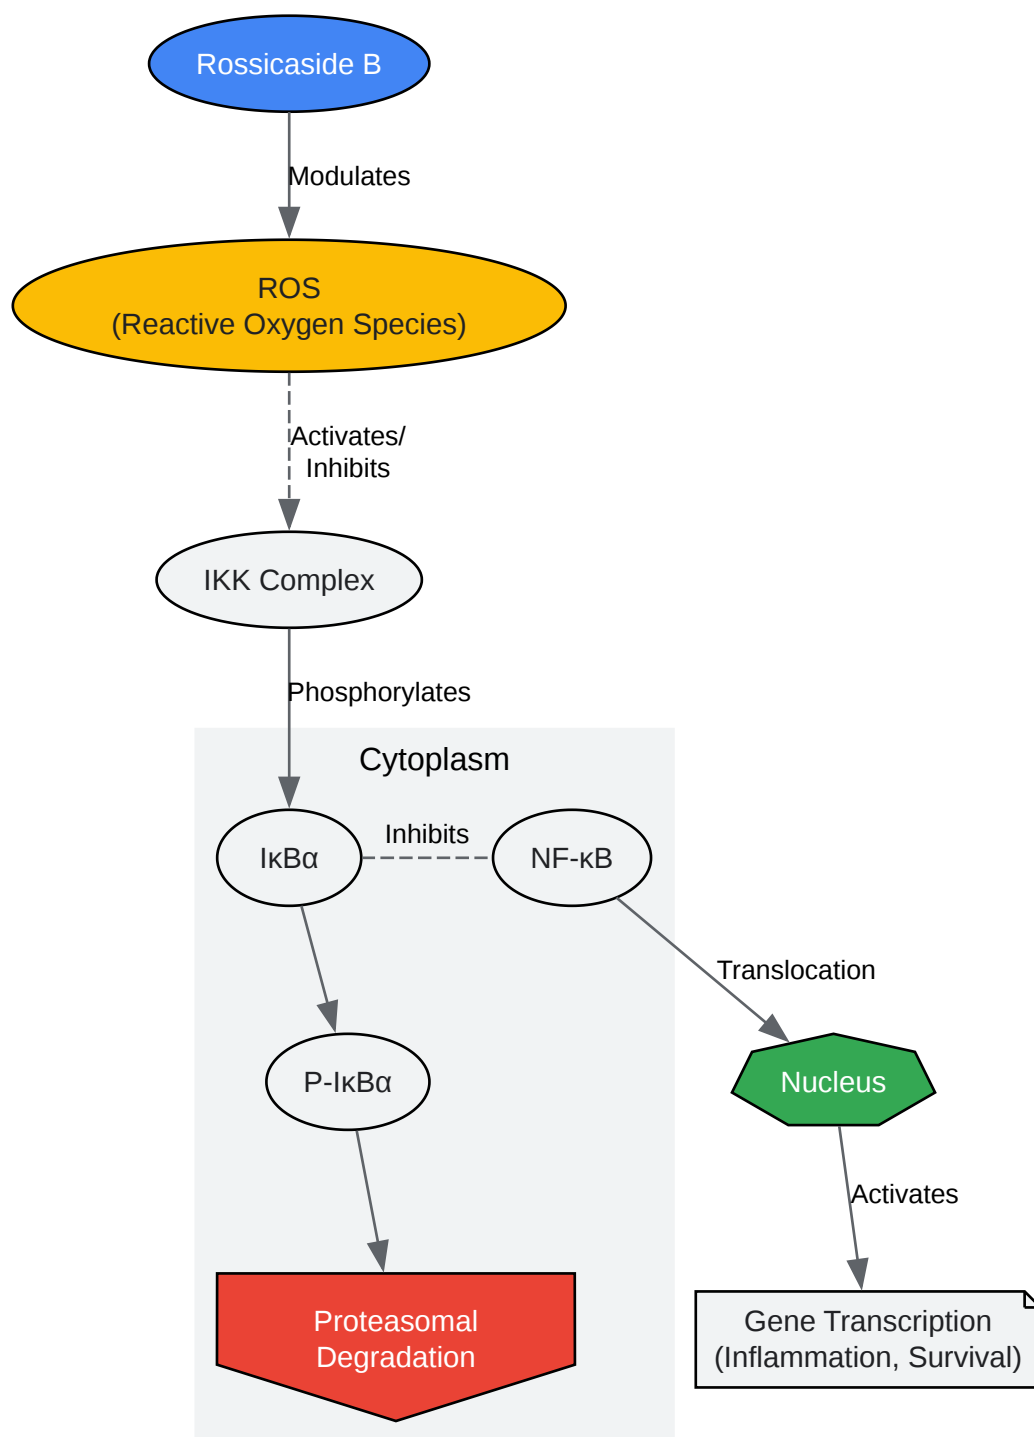 Rossicaside B
Modulates
ROS
(Reactive Oxygen Species)
Activates/
Inhibits
IKK Complex
Phosphorylates
Cytoplasm
IκBα
Inhibits
NF-κB
Translocation
P-IκBα
Nucleus
Activates
Proteasomal
Degradation
Gene Transcription
(Inflammation, Survival)